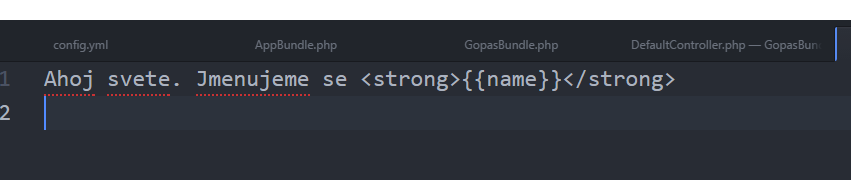 config.yml AppBundle.php GopasBundle.php DefaultController.php — GopasBun
1 Ahoj svete. Jmenujeme se <strong>{{name}}</strong>
2